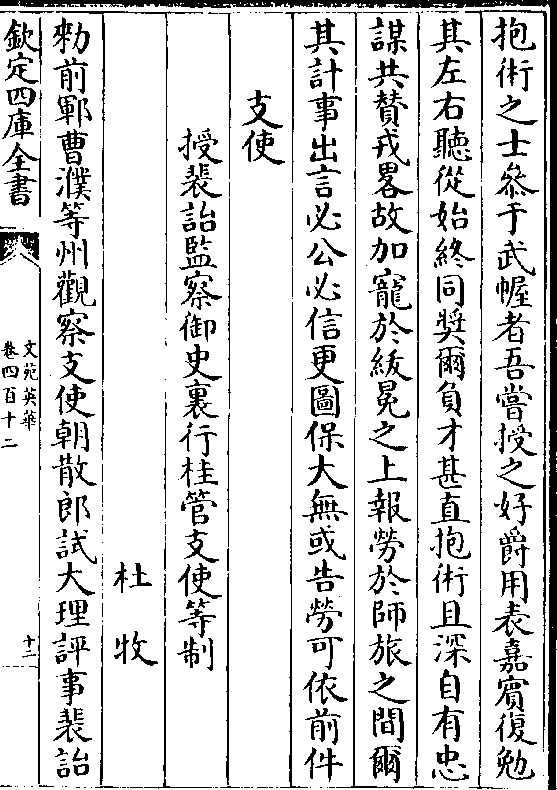 抱術之士叅于武幄者吾嘗授之好爵用表嘉賓復勉
其左右聽從始終同奨爾負才甚直抱術且深自有忠
謀共賛戎畧故加寵於紱冕之上報勞於師旅之間爾
其計事出言必公必信更圖保大無或告勞可依前件
支使
授裴詒監察御史裏行桂管支使等制
杜牧
勑前鄆曹濮等州觀察支使朝散郎試大理評事裴詒
欽定四庫全書
文苑英華
卷四百十二
十二